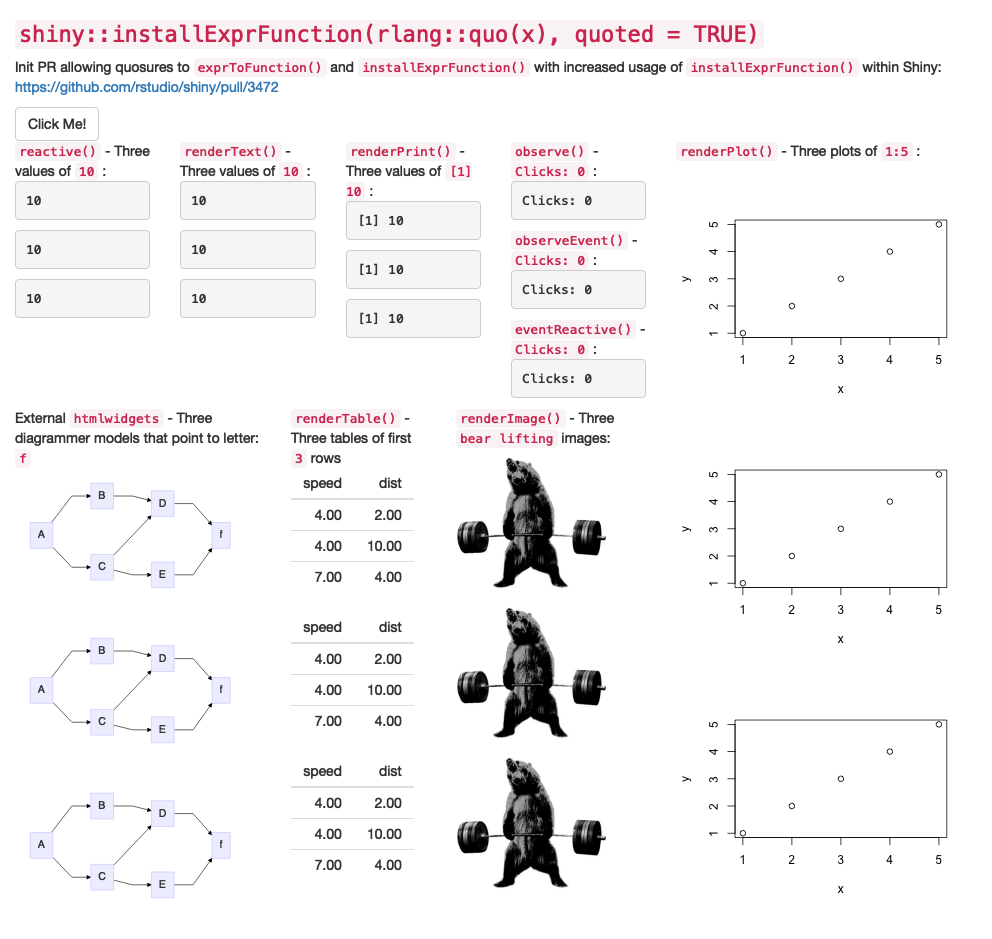 shiny::installExprFunction(rlang::quo(x), quoted = TRUE)
Init PR allowing quosures to exprToFunction() and installExprFunction() with increased usage of installExprFunction() within Shiny:
https://github.com/rstudio/shiny/pull/3472
Click Me!
reactive() - Three
values of 10 :
10
10
10
renderText() -
Three values of 10 :
10
10
10
renderPrint() -
Three values of [1]
10 :
[1] 10
[1] 10
[1] 10
observe() -
Clicks: 0 :
Clicks: 0
observeEvent() -
Clicks: 0 :
Clicks: 0
eventReactive() -
Clicks: 0 :
Clicks: 0
renderPlot() - Three plots of 1:5 :
5
4
3
2
1
y
1 2 3 4 5
x
5
4
3
2
1
y
1 2 3 4 5
x
5
4
3
2
1
y
1 2 3 4 5
x
External htmlwidgets - Three
diagrammer models that point to letter:
f
B
D
A
f
C
E
B
D
A
f
C
E
B
D
A
f
C
E
renderTable() -
Three tables of first
3 rows
speed dist
4.00 2.00
4.00 10.00
7.00 4.00
speed dist
4.00 2.00
4.00 10.00
7.00 4.00
speed dist
4.00 2.00
4.00 10.00
7.00 4.00
renderImage() - Three
bear lifting images: